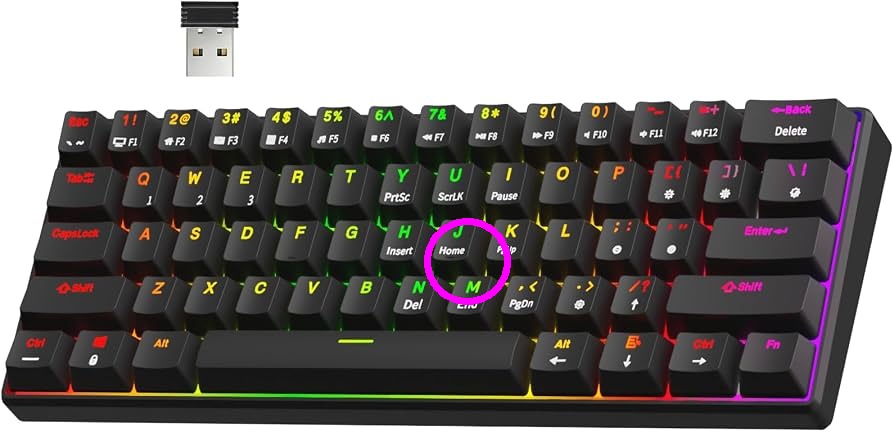 Esc 1! 2@ 3# 4$ 5% 6^ 7& 8* 9( 0) -_ =+ ←Back
` ~ F1 F2 F3 F4 F5 F6 F7 F8 F9 F10 F11 F12 Delete
Tab Q W E R T Y U I O P [{ ]} \|
1 2 3 PrtSc ScrLK Pause
CapsLock A S D F G H J K L ;: '" Enter
Insert Home PgUp
Shift Z X C V B N M ,< .> /? Shift
Del End PgDn ↑
Ctrl Alt Alt Ctrl Fn
← ↓ →